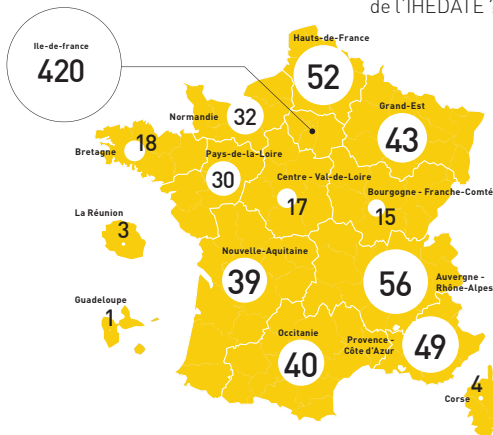 de l'IHEDATE ?
Ile-de-france
420
Hauts-de-France
52
Normandie
32
Grand-Est
43
Bretagne
18
Pays-de-la-Loire
30
Centre - Val-de-Loire
17
Bourgogne - Franche-Comté
15
La Réunion
3
Nouvelle-Aquitaine
39
Auvergne -
Rhône-Alpes
56
Guadeloupe
1
Occitanie
40
Provence -
Côte d'Azur
49
Corse
4